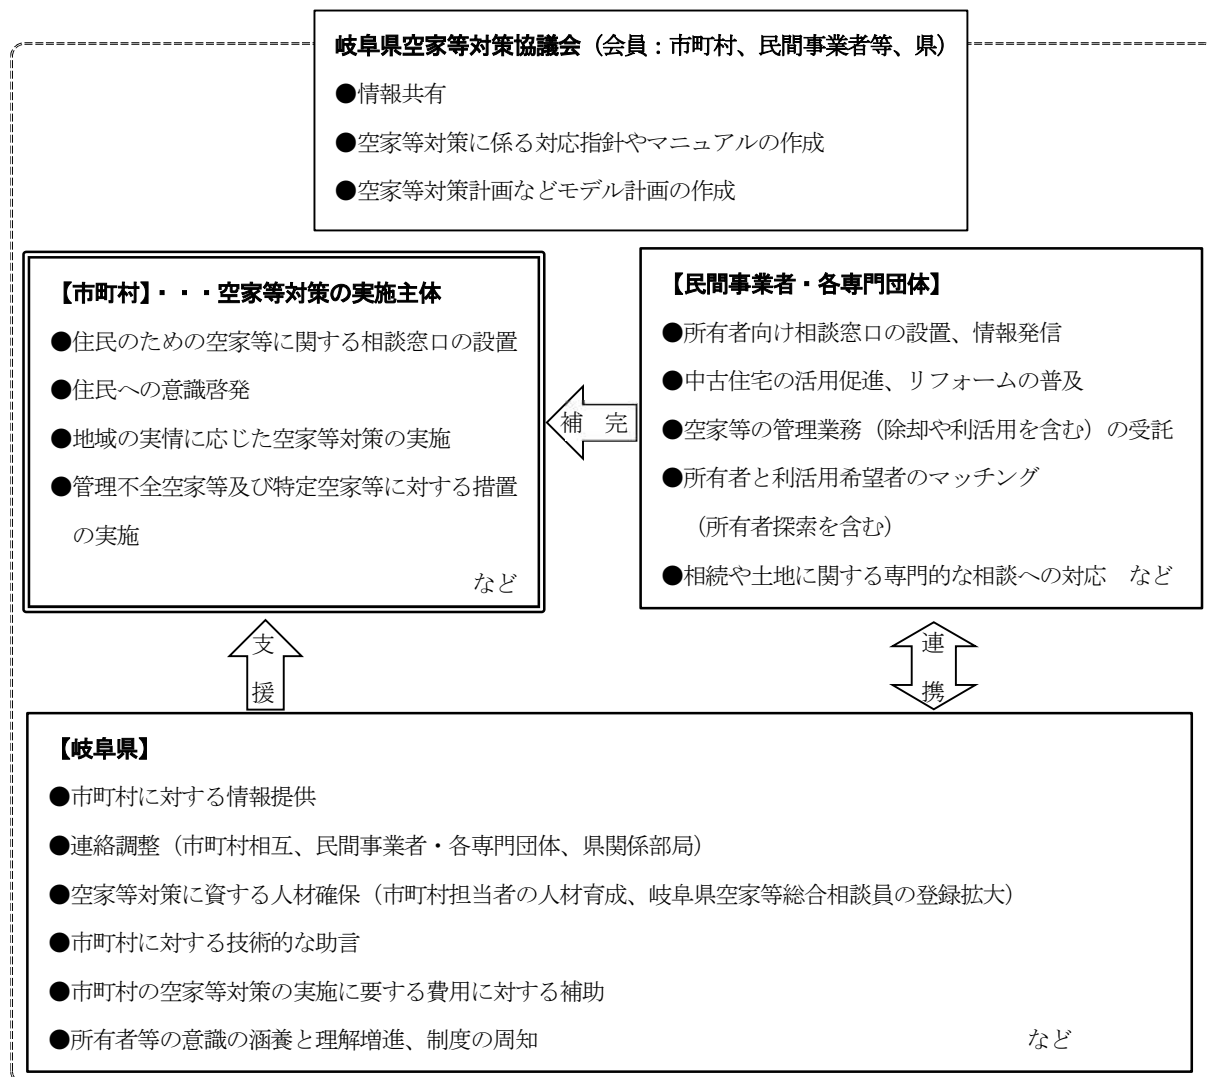 岐阜県空家等対策協議会（会員：市町村、民間事業者等、県）
●情報共有
●空家等対策に係る対応指針やマニュアルの作成
●空家等対策計画などモデル計画の作成
【市町村】・・・空家等対策の実施主体
●住民のための空家等に関する相談窓口の設置
●住民への意識啓発
●地域の実情に応じた空家等対策の実施
●管理不全空家等及び特定空家等に対する措置
の実施
など
補　完
【民間事業者・各専門団体】
●所有者向け相談窓口の設置、情報発信
●中古住宅の活用促進、リフォームの普及
●空家等の管理業務（除却や利活用を含む）の受託
●所有者と利活用希望者のマッチング
（所有者探索を含む）
●相続や土地に関する専門的な相談への対応　など
支
援
連
携
【岐阜県】
●市町村に対する情報提供
●連絡調整（市町村相互、民間事業者・各専門団体、県関係部局）
●空家等対策に資する人材確保（市町村担当者の人材育成、岐阜県空家等総合相談員の登録拡大）
●市町村に対する技術的な助言
●市町村の空家等対策の実施に要する費用に対する補助
●所有者等の意識の涵養と理解増進、制度の周知　など